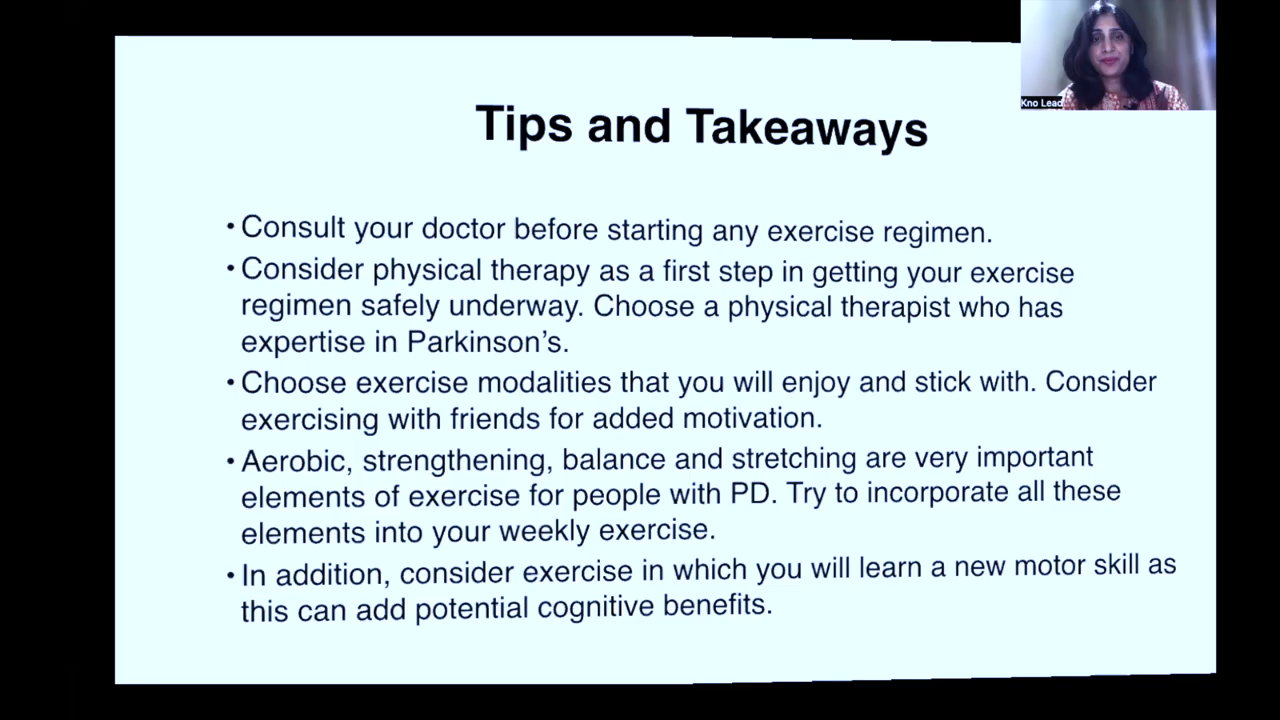 Kno Lead
Tips and Takeaways
• Consult your doctor before starting any exercise regimen.
• Consider physical therapy as a first step in getting your exercise
regimen safely underway. Choose a physical therapist who has
expertise in Parkinson’s.
• Choose exercise modalities that you will enjoy and stick with. Consider
exercising with friends for added motivation.
• Aerobic, strengthening, balance and stretching are very important
elements of exercise for people with PD. Try to incorporate all these
elements into your weekly exercise.
• In addition, consider exercise in which you will learn a new motor skill as
this can add potential cognitive benefits.